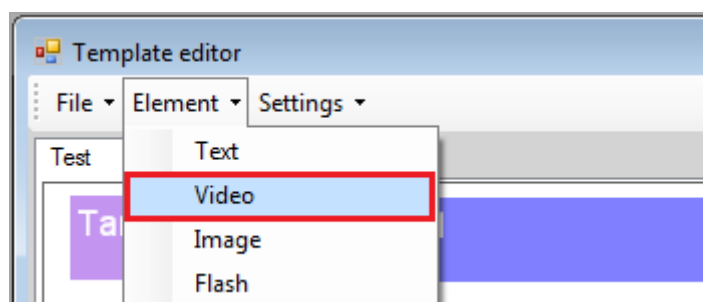 Template editor
File Element Settings
Test
Text
Video
Image
Flash